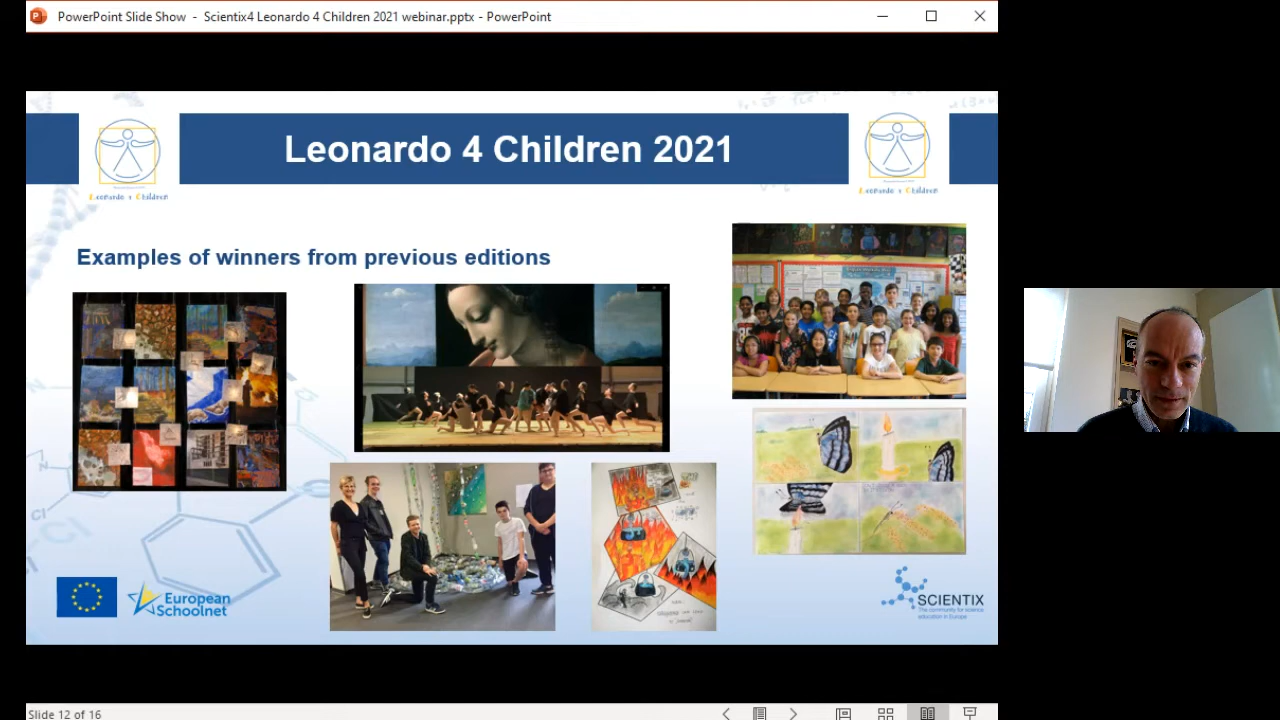 PowerPoint Slide Show - Scientix4 Leonardo 4 Children 2021 webinar.pptx - PowerPoint
Leonardo 4 Children 2021
Leonardo 4 Children
Leonardo 4 Children
Examples of winners from previous editions
European
Schoolnet
SCIENTIX
The community for science
education in Europe
Slide 12 of 16